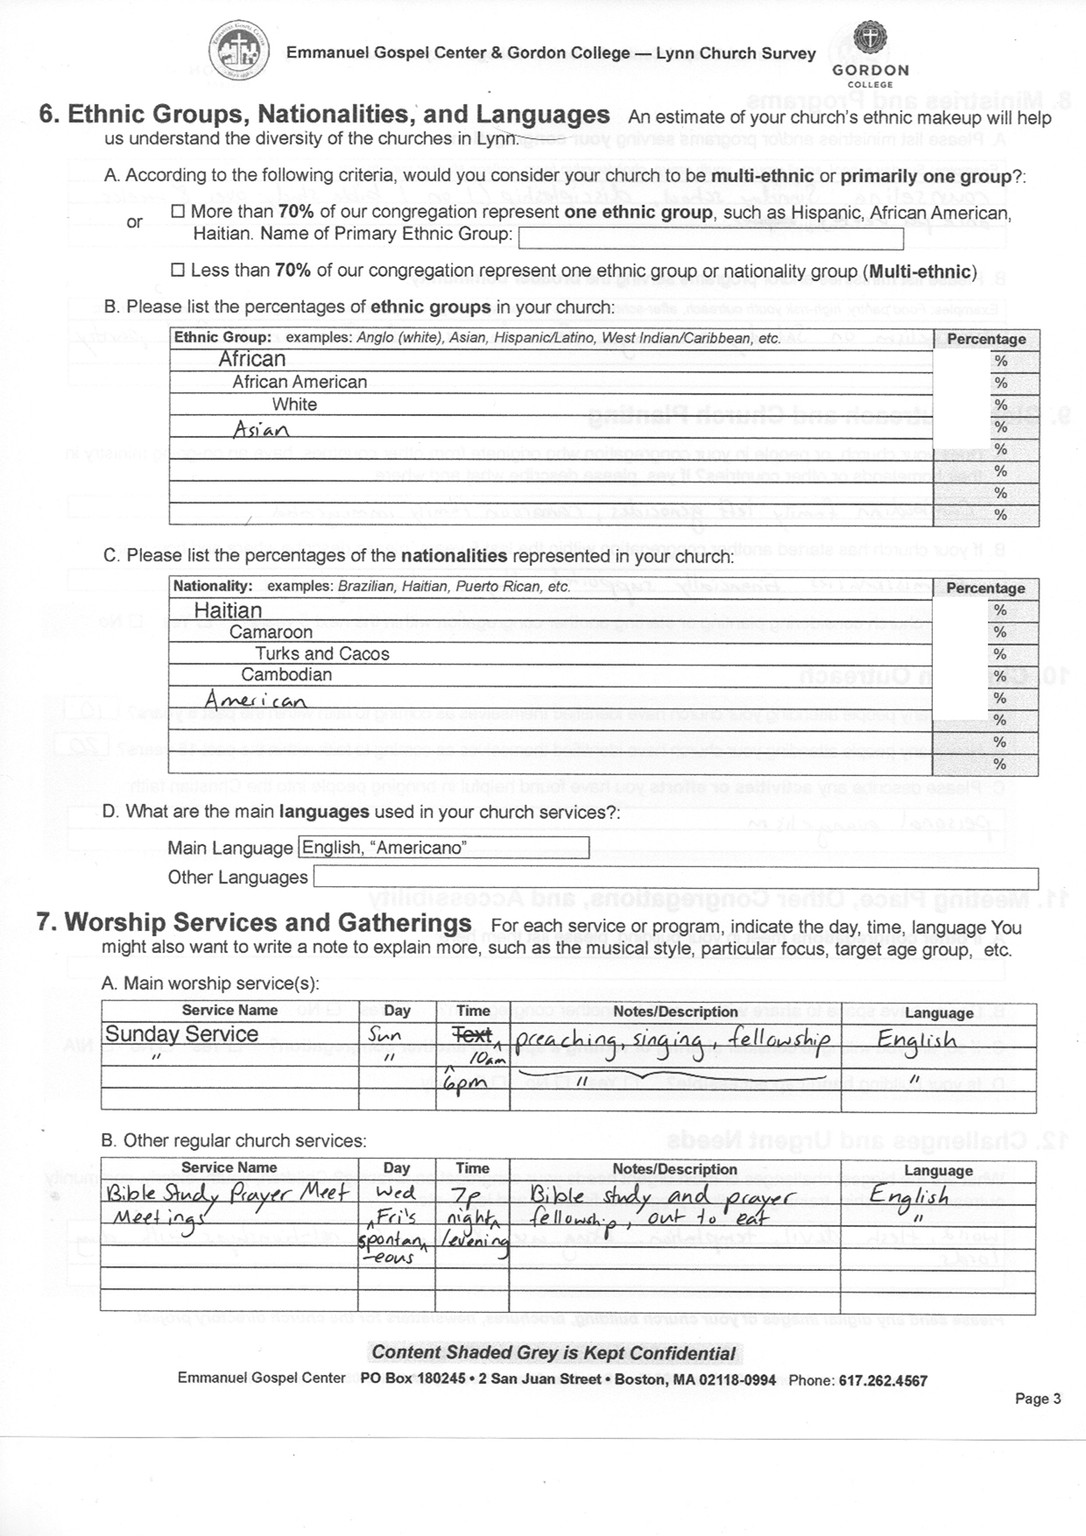 Emmanuel Gospel Center & Gordon College — Lynn Church Survey
GORDON
COLLEGE
6. Ethnic Groups, Nationalities, and Languages An estimate of your church's ethnic makeup will help
us understand the diversity of the churches in Lynn.
A. According to the following criteria, would you consider your church to be multi-ethnic or primarily one group?:
or
☐ More than 70% of our congregation represent one ethnic group, such as Hispanic, African American,
Haitian. Name of Primary Ethnic Group:
☐ Less than 70% of our congregation represent one ethnic group or nationality group (Multi-ethnic)
B. Please list the percentages of ethnic groups in your church:
Ethnic Group: examples: Anglo (white), Asian, Hispanic/Latino, West Indian/Caribbean, etc. Percentage
African %
African American %
White %
Asian %
%
%
%
%
C. Please list the percentages of the nationalities represented in your church:
Nationality: examples: Brazilian, Haitian, Puerto Rican, etc. Percentage
Haitian %
Camaroon %
Turks and Cacos %
Cambodian %
American %
%
%
%
D. What are the main languages used in your church services?:
Main Language English, “Americano”
Other Languages
7. Worship Services and Gatherings For each service or program, indicate the day, time, language You
might also want to write a note to explain more, such as the musical style, particular focus, target age group, etc.
A. Main worship service(s):
Service Name Day Time Notes/Description Language
Sunday Service Sun Text preaching, singing, fellowship English
" " 10am
6pm " "
B. Other regular church services:
Service Name Day Time Notes/Description Language
Bible Study Prayer Meet Wed 7p Bible study and prayer English
Meetings Fri's night fellowship, out to eat "
spontan /evening
-eous
Content Shaded Grey is Kept Confidential
Emmanuel Gospel Center PO Box 180245 • 2 San Juan Street • Boston, MA 02118-0994 Phone: 617.262.4567
Page 3